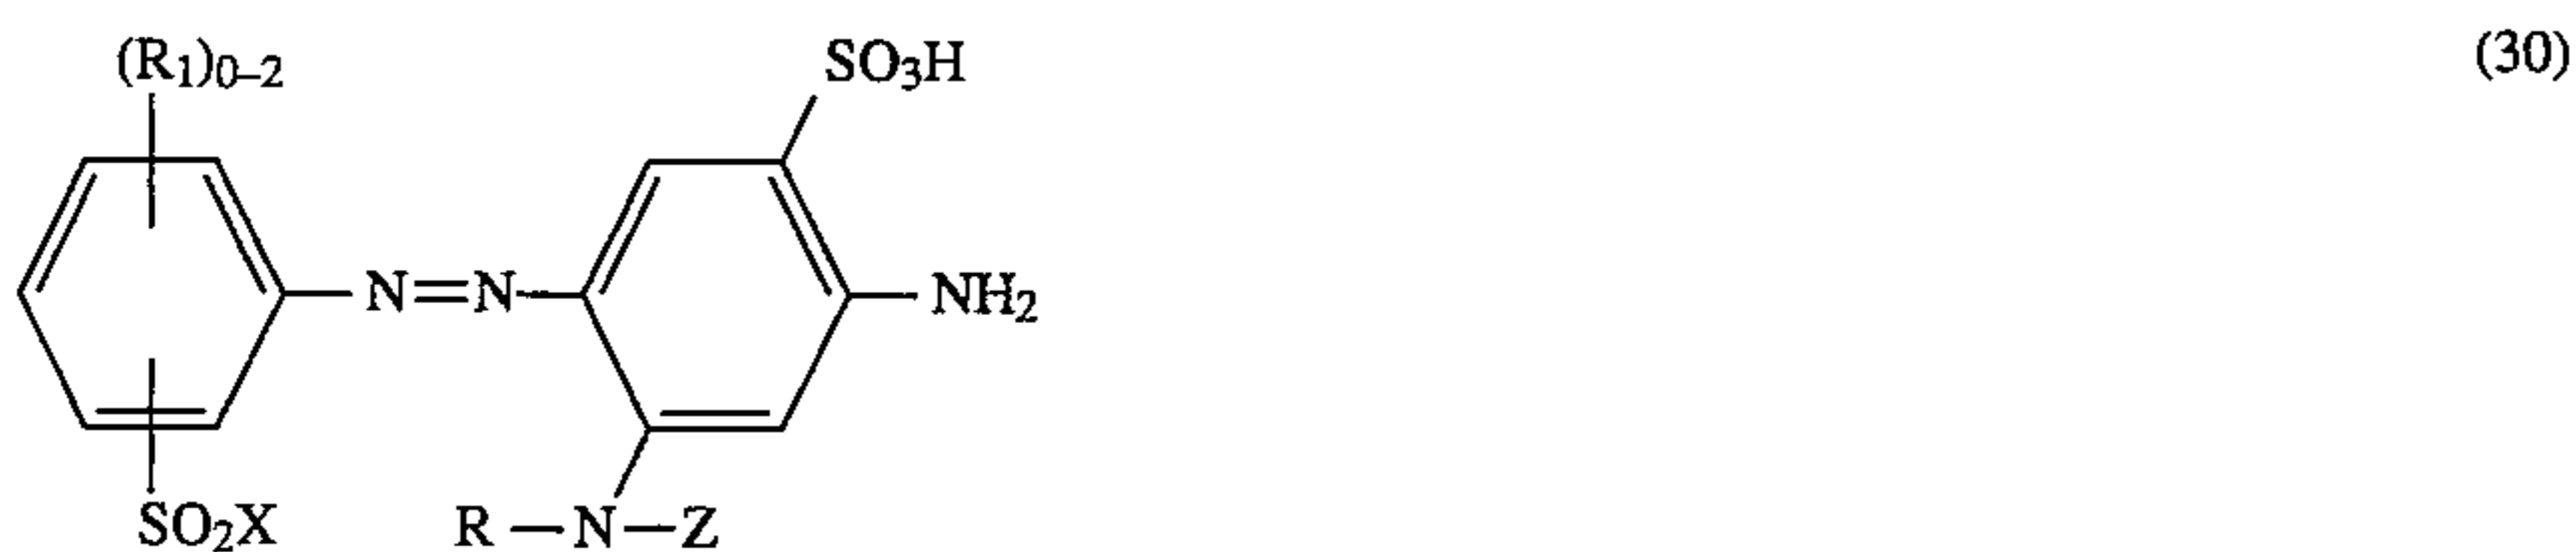 (R₁)₀₋₂ SO₃H (30)
N=N NH₂
SO₂X R—N—Z